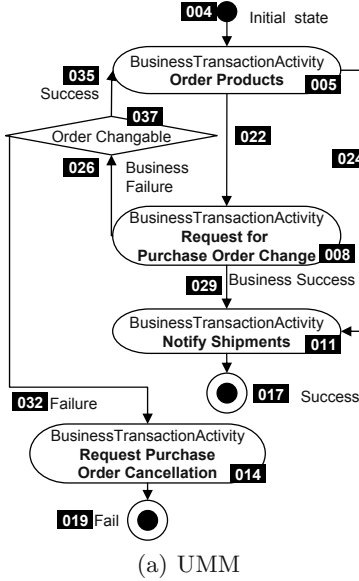 004
Initial state
BusinessTransactionActivity
Order Products
005
035
Success
037
Order Changable
022
026
Business
Failure
024
BusinessTransactionActivity
Request for
Purchase Order Change
008
029
Business Success
BusinessTransactionActivity
Notify Shipments
011
017
Success
032
Failure
BusinessTransactionActivity
Request Purchase
Order Cancellation
014
019
Fail
(a) UMM